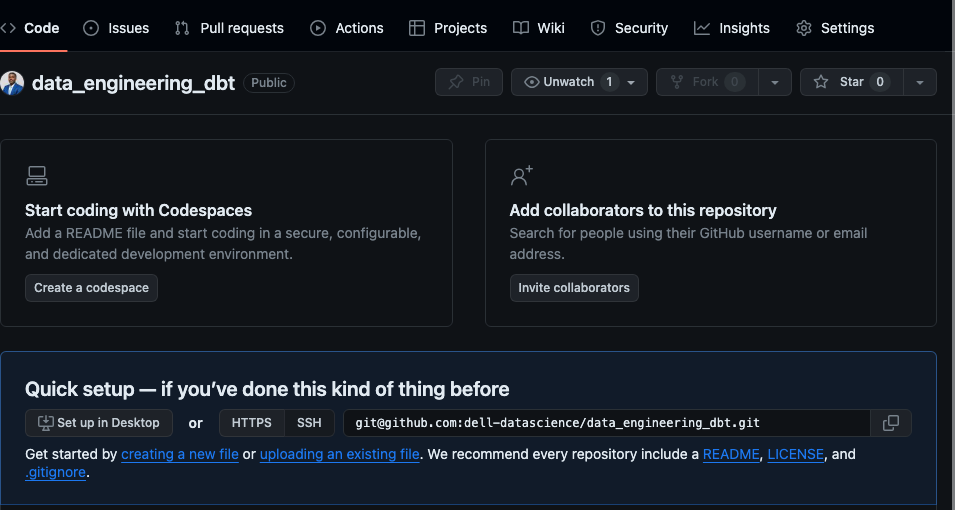 Code Issues Pull requests Actions Projects Wiki Security Insights Settings
data_engineering_dbt Public Pin Unwatch 1 Fork 0 Star 0
Start coding with Codespaces
Add a README file and start coding in a secure, configurable,
and dedicated development environment.
Create a codespace
Add collaborators to this repository
Search for people using their GitHub username or email
address.
Invite collaborators
Quick setup — if you’ve done this kind of thing before
Set up in Desktop or HTTPS SSH git@github.com:dell-datascience/data_engineering_dbt.git
Get started by creating a new file or uploading an existing file. We recommend every repository include a README, LICENSE, and
.gitignore.